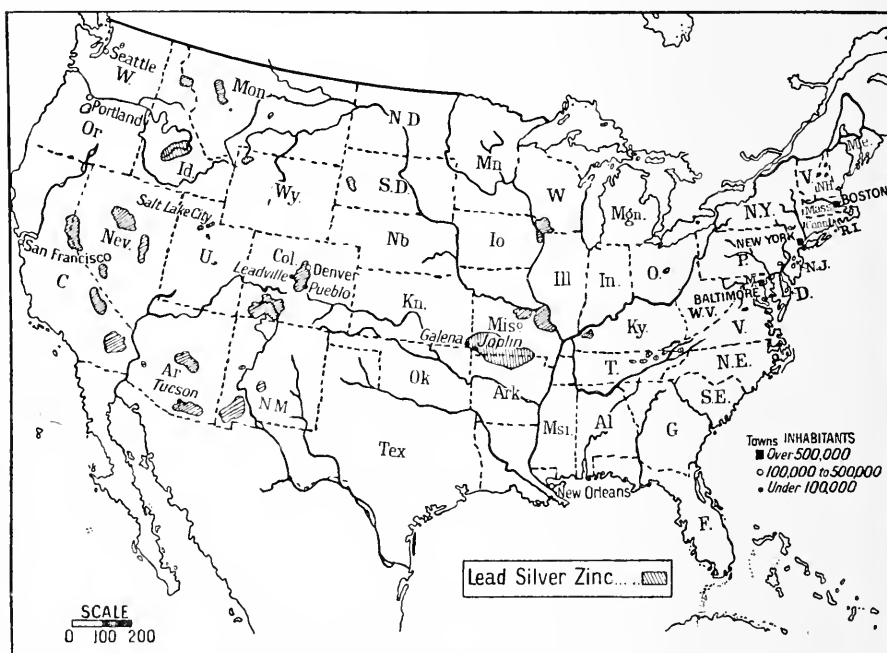 Seattle
W.
Mon
N.D
Mn
Portland
Or
Id.
Wy.
S.D.
W
Mgn.
N.Y.
V.
NH
Me.
Mass
BOSTON
Conn
R.I.
NEW YORK
Salt Lake City
Nev.
San Francisco
C
U.
Col.
Denver
Leadville
Pueblo
Nb
Io
Ill
In.
O.
P.
N.J.
M.
BALTIMORE
D.
W.V.
V.
Kn.
Miso
Galena
Joplin
Ky.
T.
N.E.
S.E.
Ar
Tucson
NM
Ok
Ark
Tex
Msi.
Al
G
F.
New Orleans
8
Towns INHABITANTS
Over 500,000
100,000 to 500,000
Under 100,000
Lead Silver Zinc.....
SCALE
0 100 200